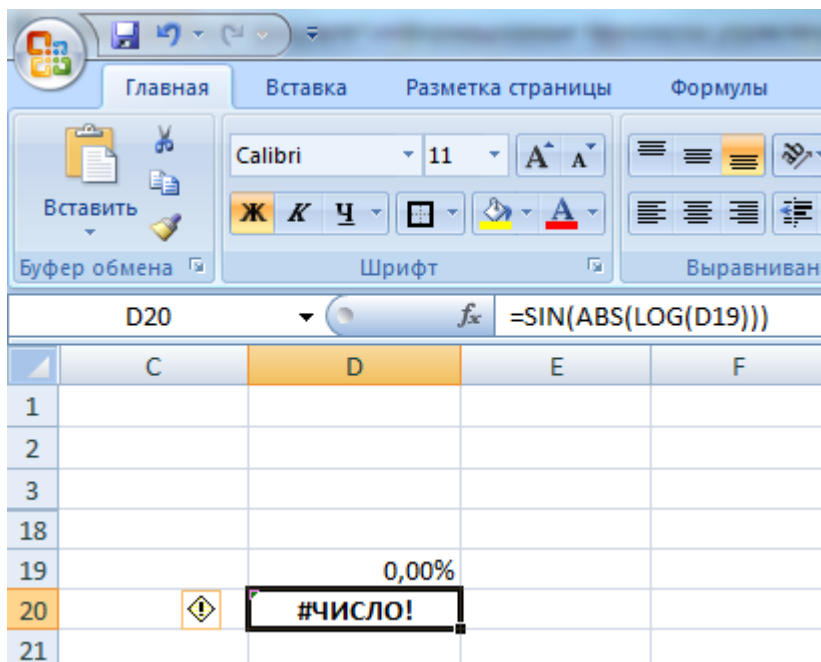 Главная Вставка Разметка страницы Формулы
Calibri 11 A A
Вставить
Ж К Ч A
Буфер обмена Шрифт Выравниван
D20 fx =SIN(ABS(LOG(D19)))
C D E F
1
2
3
18
19 0,00%
20 #ЧИСЛО!
21